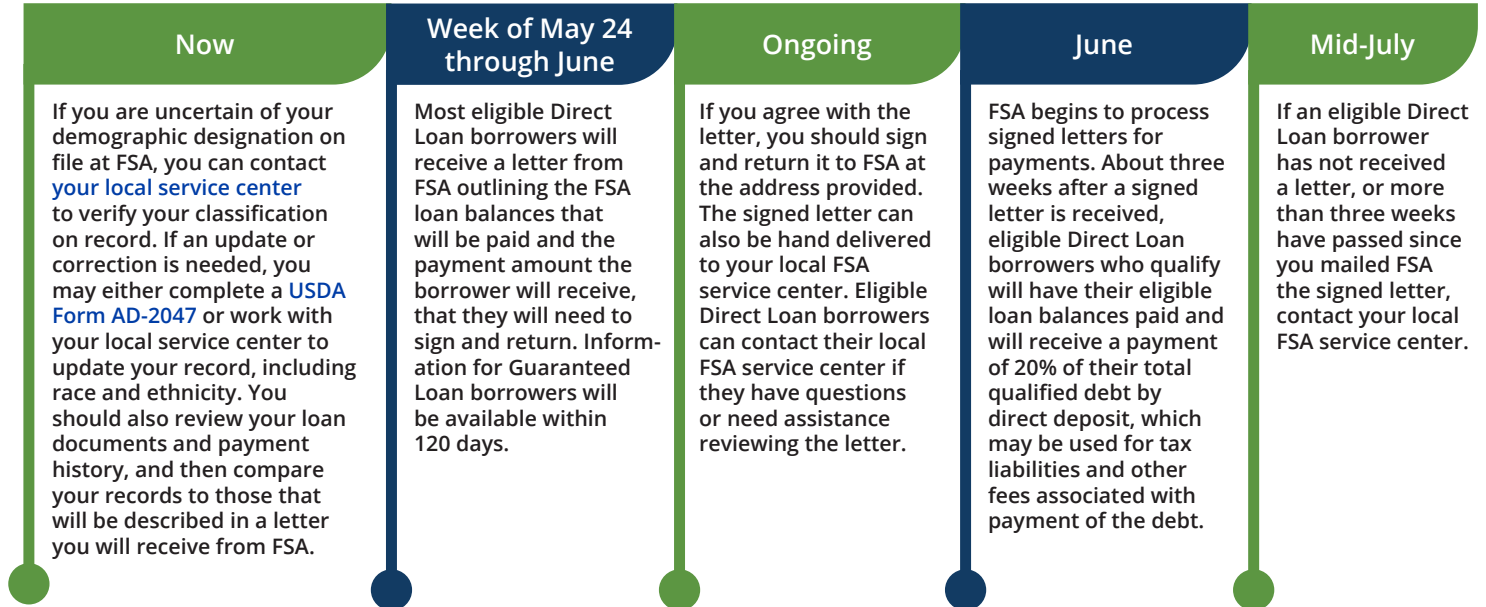 Now
If you are uncertain of your
demographic designation on
file at FSA, you can contact
your local service center
to verify your classification
on record. If an update or
correction is needed, you
may either complete a USDA
Form AD-2047 or work with
your local service center to
update your record, including
race and ethnicity. You
should also review your loan
documents and payment
history, and then compare
your records to those that
will be described in a letter
you will receive from FSA.
Week of May 24
through June
Most eligible Direct
Loan borrowers will
receive a letter from
FSA outlining the FSA
loan balances that
will be paid and the
payment amount the
borrower will receive,
that they will need to
sign and return. Inform-
ation for Guaranteed
Loan borrowers will
be available within
120 days.
Ongoing
If you agree with the
letter, you should sign
and return it to FSA at
the address provided.
The signed letter can
also be hand delivered
to your local FSA
service center. Eligible
Direct Loan borrowers
can contact their local
FSA service center if
they have questions
or need assistance
reviewing the letter.
June
FSA begins to process
signed letters for
payments. About three
weeks after a signed
letter is received,
eligible Direct Loan
borrowers who qualify
will have their eligible
loan balances paid and
will receive a payment
of 20% of their total
qualified debt by
direct deposit, which
may be used for tax
liabilities and other
fees associated with
payment of the debt.
Mid-July
If an eligible Direct
Loan borrower
has not received
a letter, or more
than three weeks
have passed since
you mailed FSA
the signed letter,
contact your local
FSA service center.